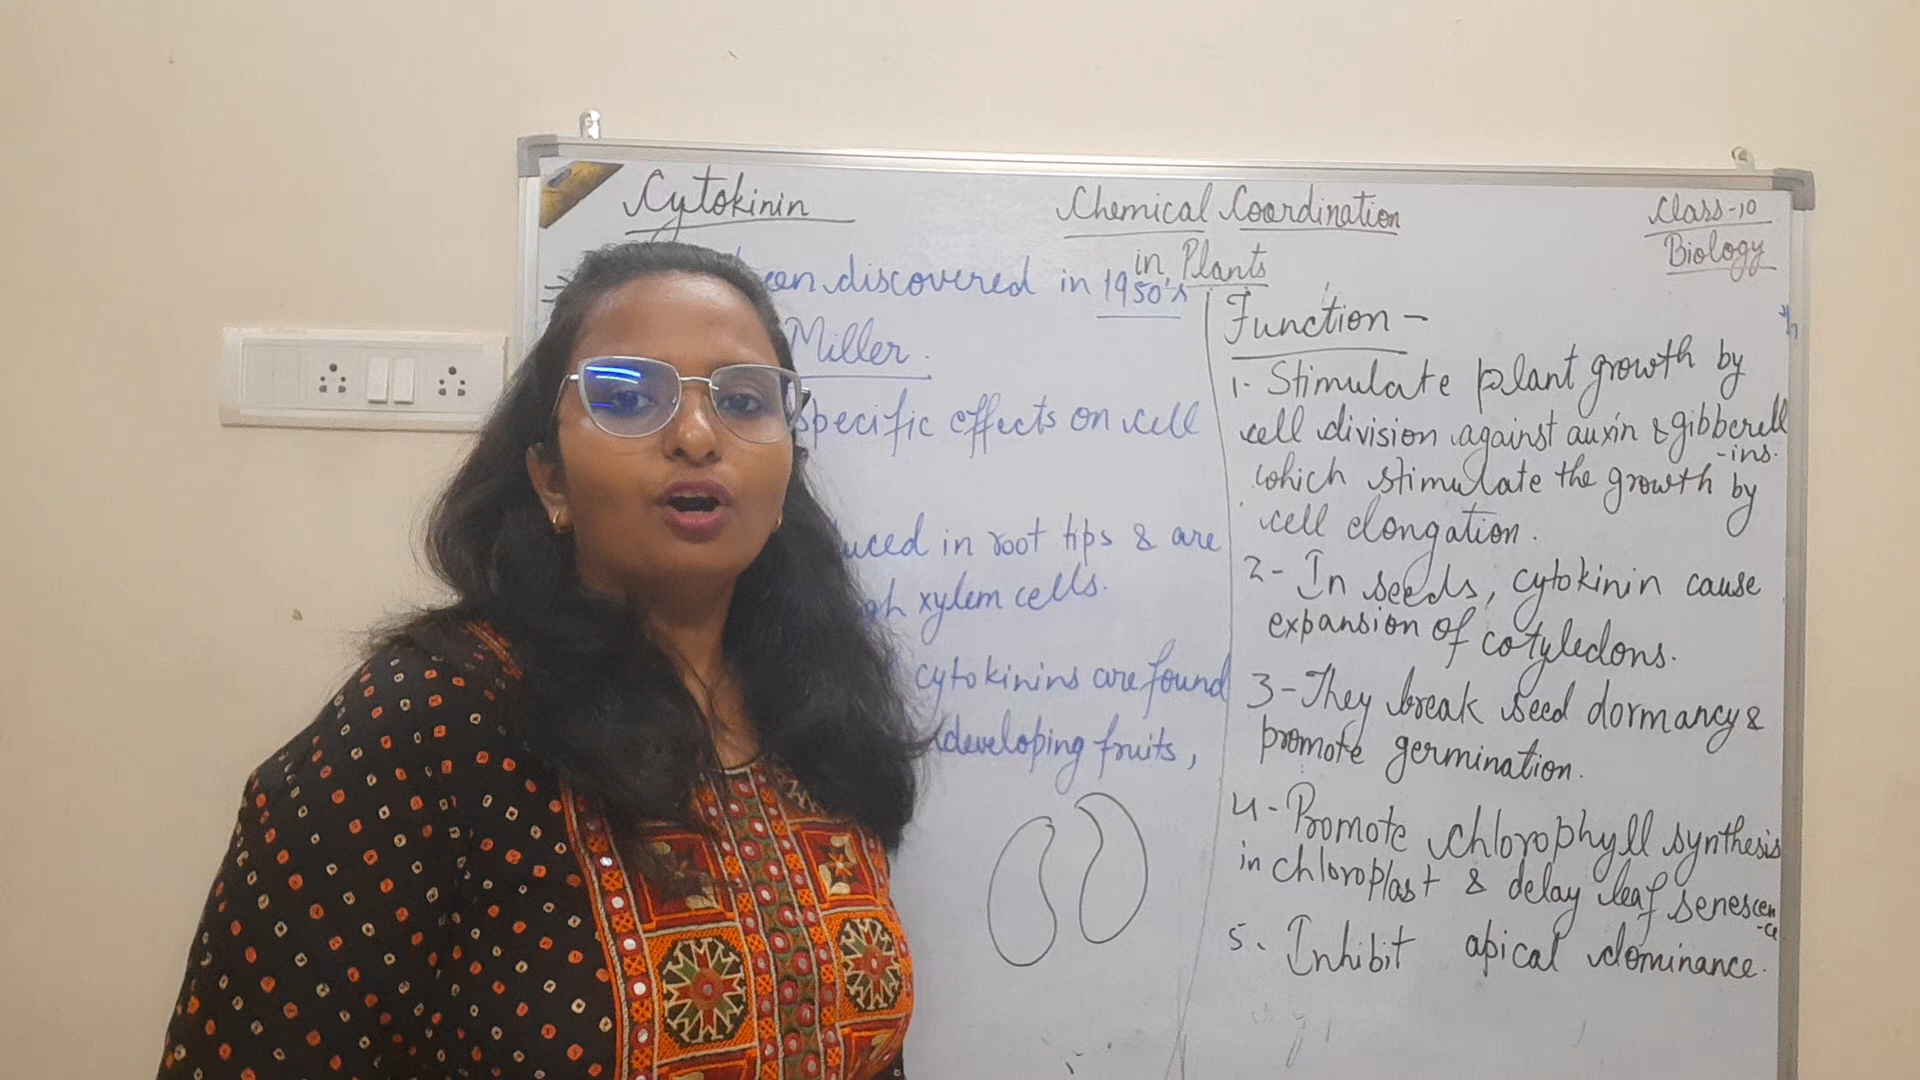 Cytokinin
Chemical Coordination
in Plants
Class-10
Biology
discovered in 1950's
Miller.
specific effects on cell
in root tips & are
xylem cells.
cytokinins are found
developing fruits,
Function -
1- Stimulate plant growth by
cell division against auxin & gibberell
-ins.
which stimulate the growth by
cell elongation.
2- In seeds, cytokinin cause
expansion of cotyledons.
3- They break seed dormancy &
promote germination.
4- Promote chlorophyll synthesis
in chloroplast & delay leaf senescen
-ce
5. Inhibit apical dominance.